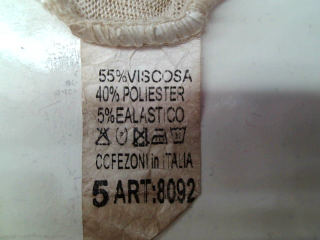 55%VISCOSA
40%POLIESTER
5%EALASTICO
CCFEZONI in ITALIA
5 ART:8092